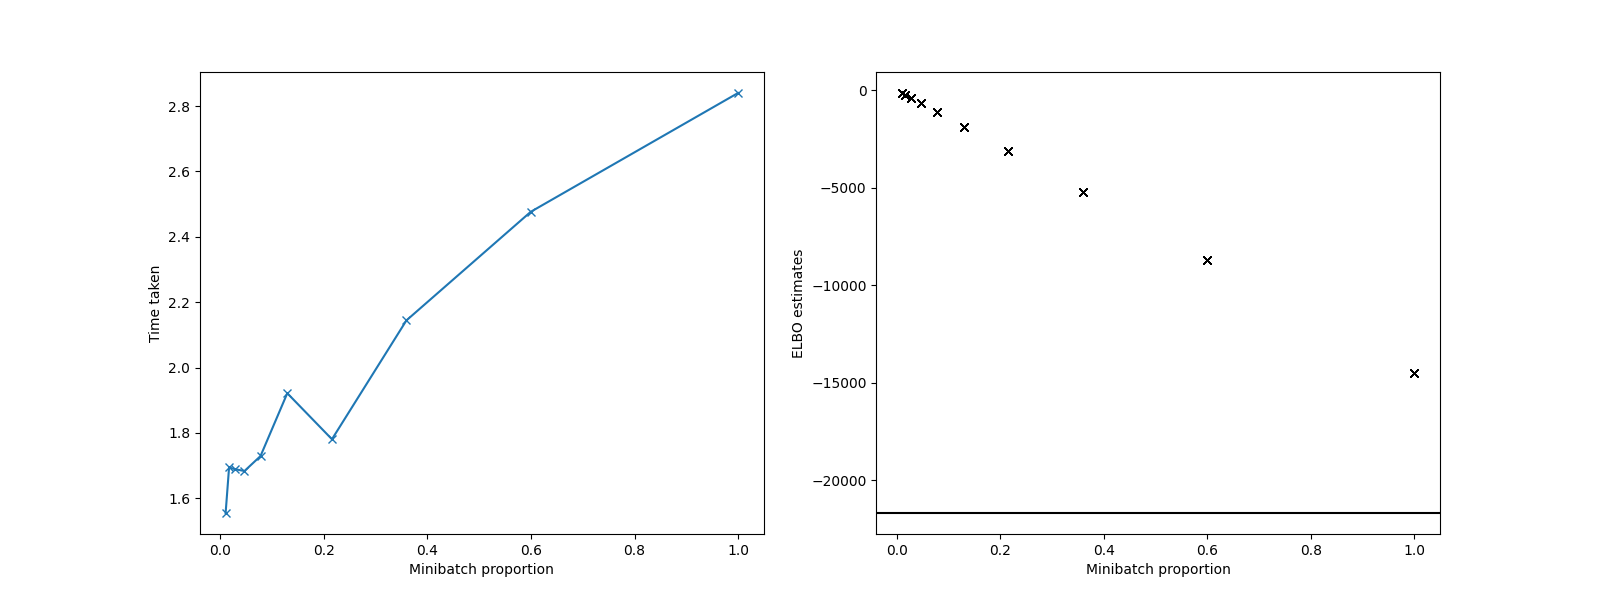 2.8
2.6
2.4
2.2
2.0
1.8
1.6
Time taken
0.0 0.2 0.4 0.6 0.8 1.0
Minibatch proportion
0
−5000
−10000
−15000
−20000
ELBO estimates
0.0 0.2 0.4 0.6 0.8 1.0
Minibatch proportion